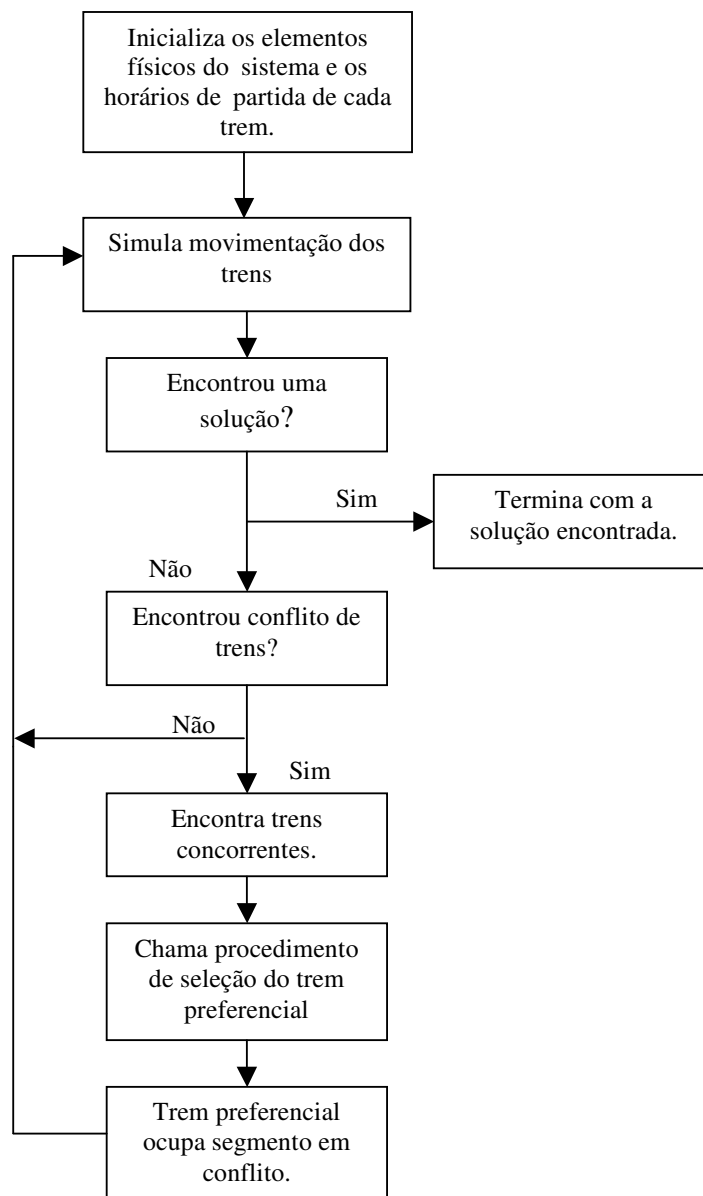 Inicializa os elementos
físicos do sistema e os
horários de partida de cada
trem.
Simula movimentação dos
trens
Encontrou uma
solução?
Sim
Termina com a
solução encontrada.
Não
Encontrou conflito de
trens?
Não
Sim
Encontra trens
concorrentes.
Chama procedimento
de seleção do trem
preferencial
Trem preferencial
ocupa segmento em
conflito.